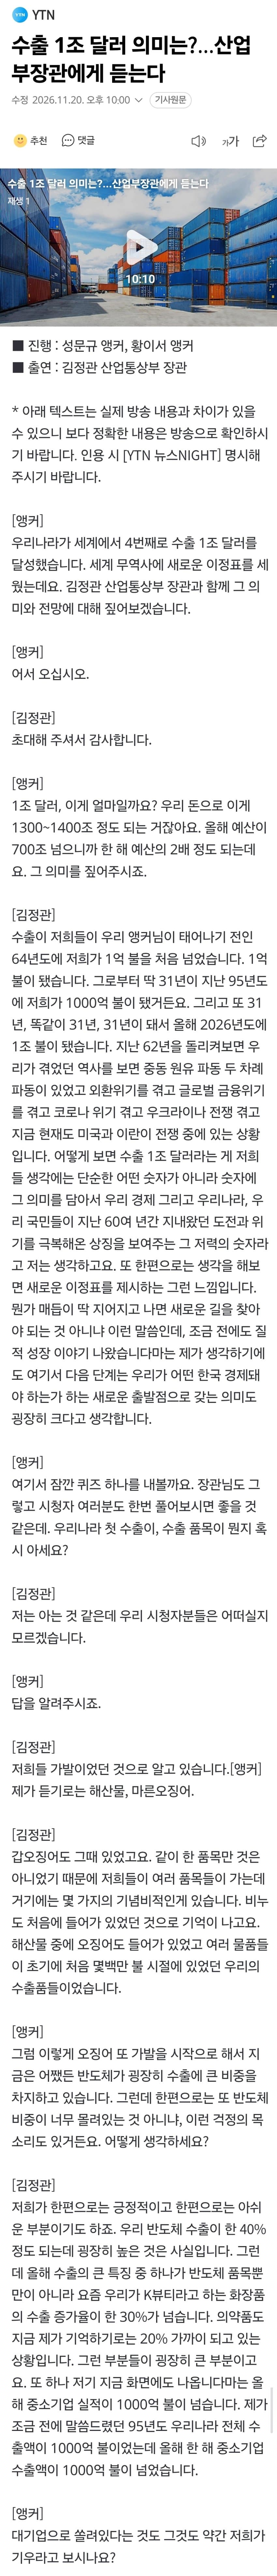 YTN
YTN
수출 1조 달러 의미는?...산업
부장관에게 듣는다
수정 2026.11.20. 오후 10:00
기사원문
추천
댓글
가가
수출 1조 달러 의미는?...산업부장관에게 듣는다
재생 1
10:10
■ 진행 : 성문규 앵커, 황이서 앵커
■ 출연 : 김정관 산업통상부 장관
* 아래 텍스트는 실제 방송 내용과 차이가 있을
수 있으니 보다 정확한 내용은 방송으로 확인하시
기 바랍니다. 인용 시 [YTN 뉴스NIGHT] 명시해
주시기 바랍니다.
[앵커]
우리나라가 세계에서 4번째로 수출 1조 달러를
달성했습니다. 세계 무역사에 새로운 이정표를 세
웠는데요. 김정관 산업통상부 장관과 함께 그 의
미와 전망에 대해 짚어보겠습니다.
[앵커]
어서 오십시오.
[김정관]
초대해 주셔서 감사합니다.
[앵커]
1조 달러, 이게 얼마일까요? 우리 돈으로 이게
1300~1400조 정도 되는 거잖아요. 올해 예산이
700조 넘으니까 한 해 예산의 2배 정도 되는데
요. 그 의미를 짚어주시죠.
[김정관]
수출이 저희들이 우리 앵커님이 태어나기 전인
64년도에 저희가 1억 불을 처음 넘었습니다. 1억
불이 됐습니다. 그로부터 딱 31년이 지난 95년도
에 저희가 1000억 불이 됐거든요. 그리고 또 31
년, 똑같이 31년, 31년이 돼서 올해 2026년도에
1조 불이 됐습니다. 지난 62년을 돌이켜보면 우
리가 겪었던 역사를 보면 중동 원유 파동 두 차례
파동이 있었고 외환위기를 겪고 글로벌 금융위기
를 겪고 코로나 위기 겪고 우크라이나 전쟁 겪고
지금 현재도 미국과 이란이 전쟁 중에 있는 상황
입니다. 어떻게 보면 수출 1조 달러라는 게 저희
들 생각에는 단순한 어떤 숫자가 아니라 숫자에
그 의미를 담아서 우리 경제 그리고 우리나라, 우
리 국민들이 지난 60여 년간 지내왔던 도전과 위
기를 극복해온 상징을 보여주는 그 저력의 숫자라
고 저는 생각하고요. 또 한편으로는 생각을 해보
면 새로운 이정표를 제시하는 그런 느낌입니다.
뭔가 매듭이 딱 지어지고 나면 새로운 길을 찾아
야 되는 것 아니냐 이런 말씀인데, 조금 전에도 질
적 성장 이야기 나왔습니다마는 제가 생각하기에
도 여기서 다음 단계는 우리가 어떤 한국 경제돼
야 하는가 하는 새로운 출발점으로 갖는 의미도
굉장히 크다고 생각합니다.
[앵커]
여기서 잠깐 퀴즈 하나를 내볼까요. 장관님도 그
렇고 시청자 여러분도 한번 풀어보시면 좋을 것
같은데. 우리나라 첫 수출이, 수출 품목이 뭔지 혹
시 아세요?
[김정관]
저는 아는 것 같은데 우리 시청자분들은 어떠실지
모르겠습니다.
[앵커]
답을 알려주시죠.
[김정관]
저희들 가발이었던 것으로 알고 있습니다.[앵커]
제가 듣기로는 해산물, 마른오징어.
[김정관]
갑오징어도 그때 있었고요. 같이 한 품목만 것은
아니었기 때문에 저희들이 여러 품목들이 가는데
거기에는 몇 가지의 기념비적인게 있습니다. 비누
도 처음에 들어가 있었던 것으로 기억이 나고요.
해산물 중에 오징어도 들어가 있었고 여러 물품들
이 초기에 처음 몇백만 불 시절에 있었던 우리의
수출품들이었습니다.
[앵커]
그럼 이렇게 오징어 또 가발을 시작으로 해서 지
금은 어쨌든 반도체가 굉장히 수출에 큰 비중을
차지하고 있습니다. 그런데 한편으로는 또 반도체
비중이 너무 몰려있는 것 아니냐, 이런 걱정의 목
소리도 있거든요. 어떻게 생각하세요?
[김정관]
저희가 한편으로는 긍정적이고 한편으로는 아쉬
운 부분이기도 하죠. 우리 반도체 수출이 한 40%
정도 되는데 굉장히 높은 것은 사실입니다. 그런
데 올해 수출의 큰 특징 중 하나가 반도체 품목뿐
만이 아니라 요즘 우리가 K뷰티라고 하는 화장품
의 수출 증가율이 한 30%가 넘습니다. 의약품도
지금 제가 기억하기로는 20% 가까이 되고 있는
상황입니다. 그런 부분들이 굉장히 큰 부분이고
요. 또 하나 저기 지금 화면에도 나옵니다마는 올
해 중소기업 실적이 1000억 불이 넘습니다. 제가
조금 전에 말씀드렸던 95년도 우리나라 전체 수
출액이 1000억 불이었는데 올해 한 해 중소기업
수출액이 1000억 불이 넘었습니다.
[앵커]
대기업으로 쏠려있다는 것도 그것도 약간 저희가
기우라고 보시나요?